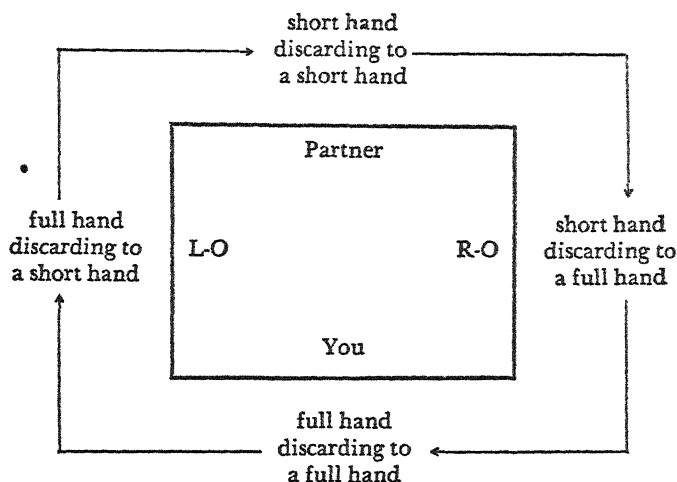 short hand
discarding to
a short hand
Partner
full hand
discarding to
a short hand
L-O
R-O
short hand
discarding to
a full hand
You
full hand
discarding to
a full hand